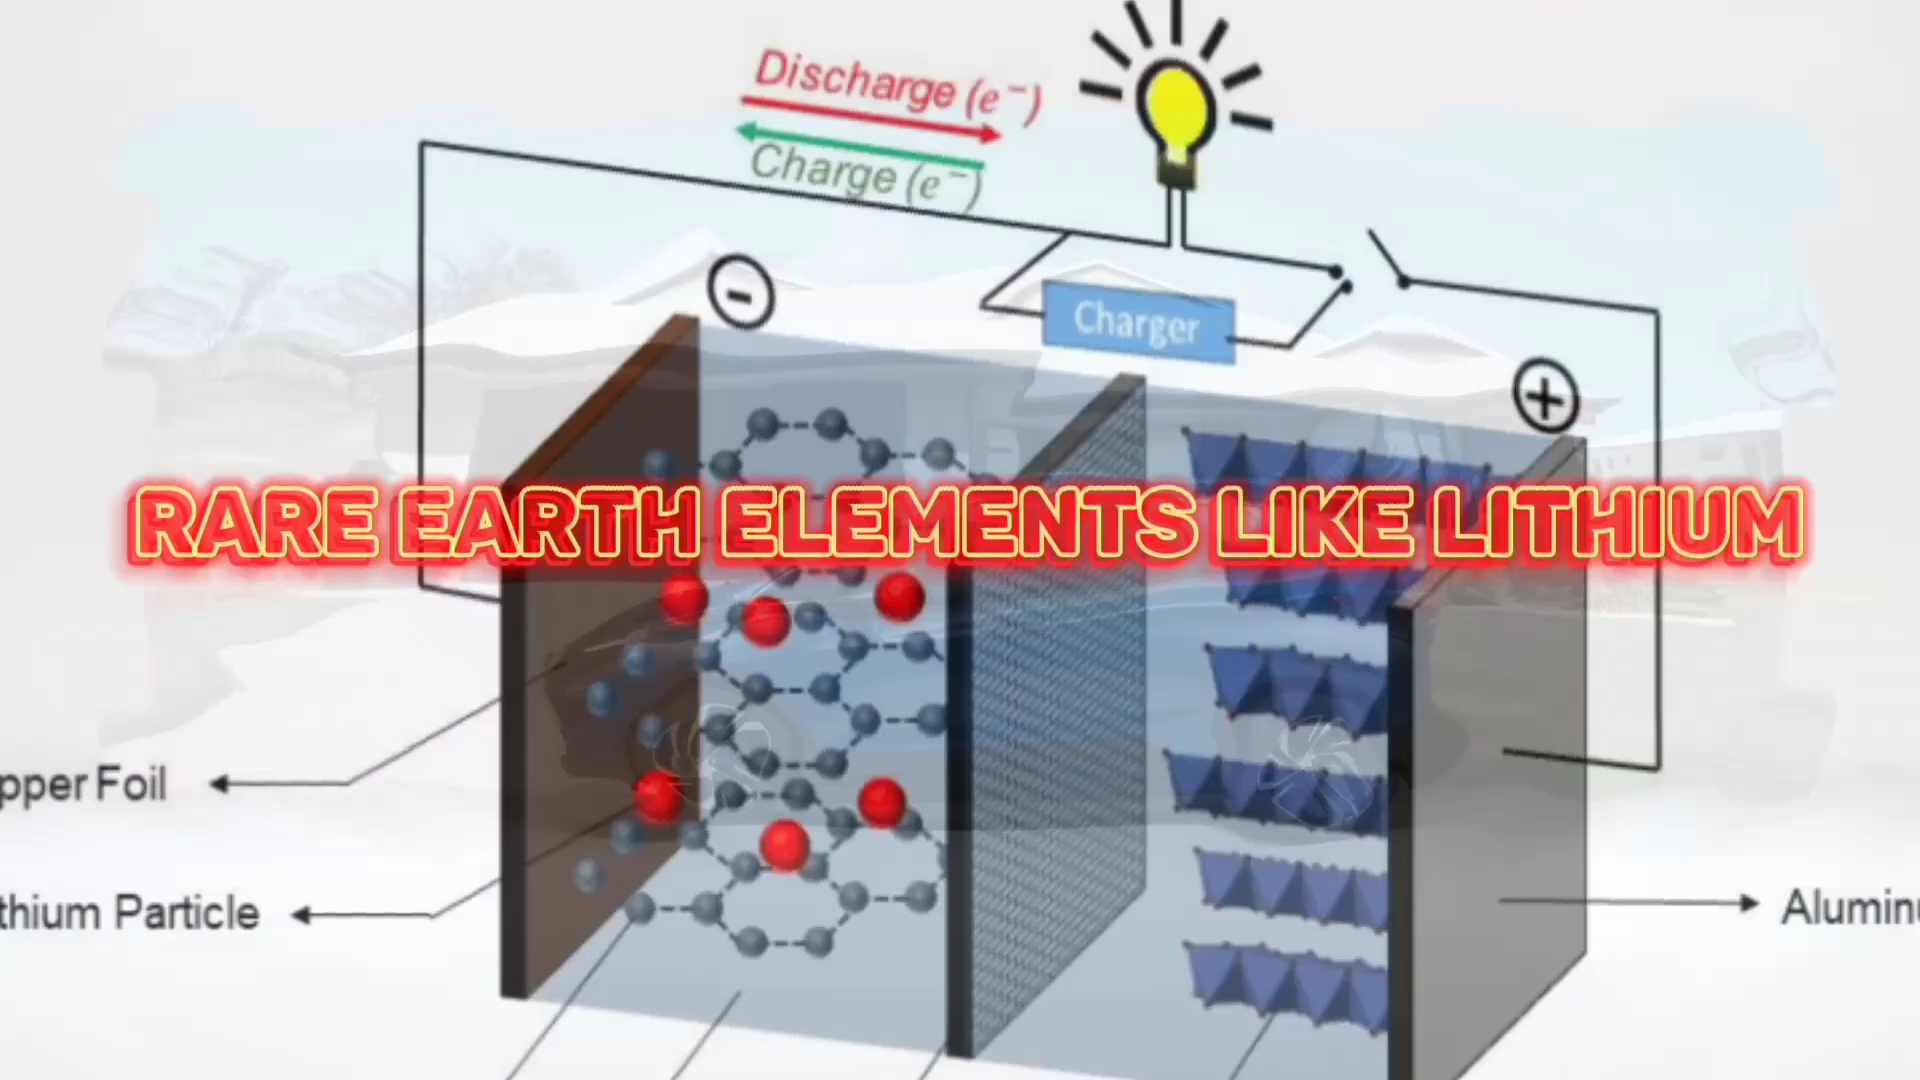 Discharge (e⁻)
Charge (e⁻)
-
Charger
+
RARE EARTH ELEMENTS LIKE LITHIUM
pper Foil
thium Particle
Alumin